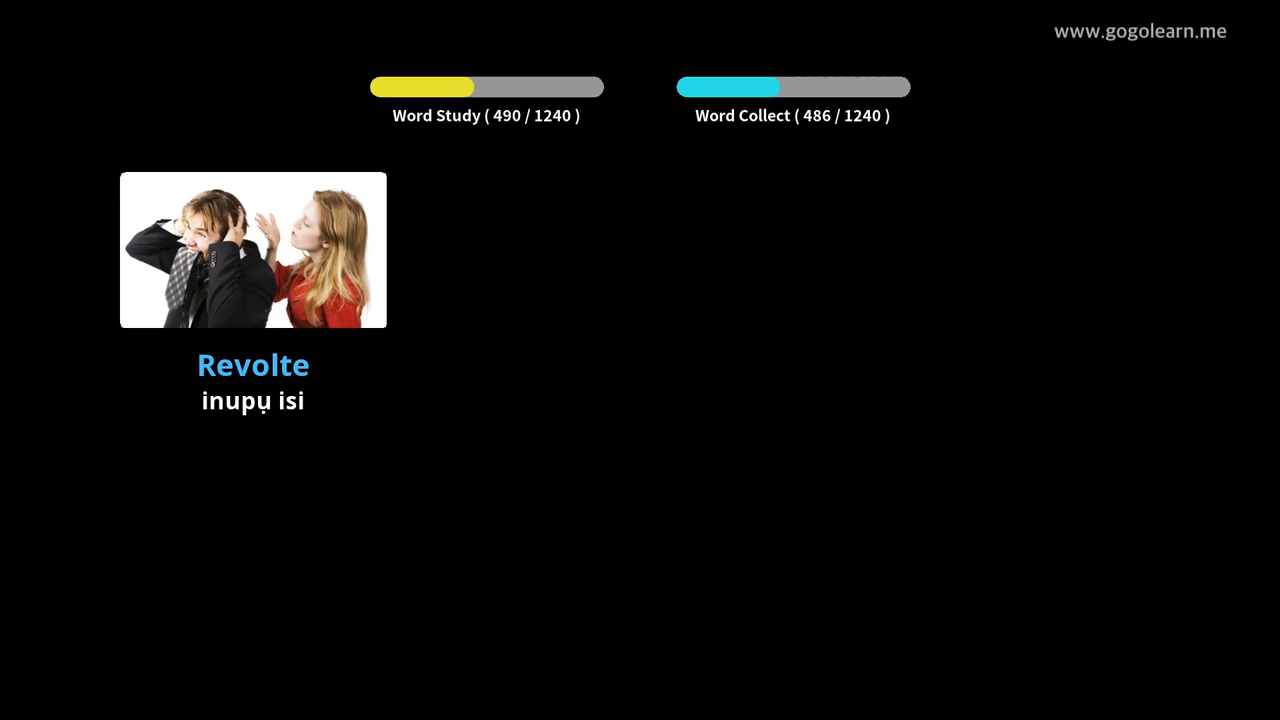 www.gogolearn.me
Word Study ( 490 / 1240 )
Word Collect ( 486 / 1240 )
Revolte
inupụ isi